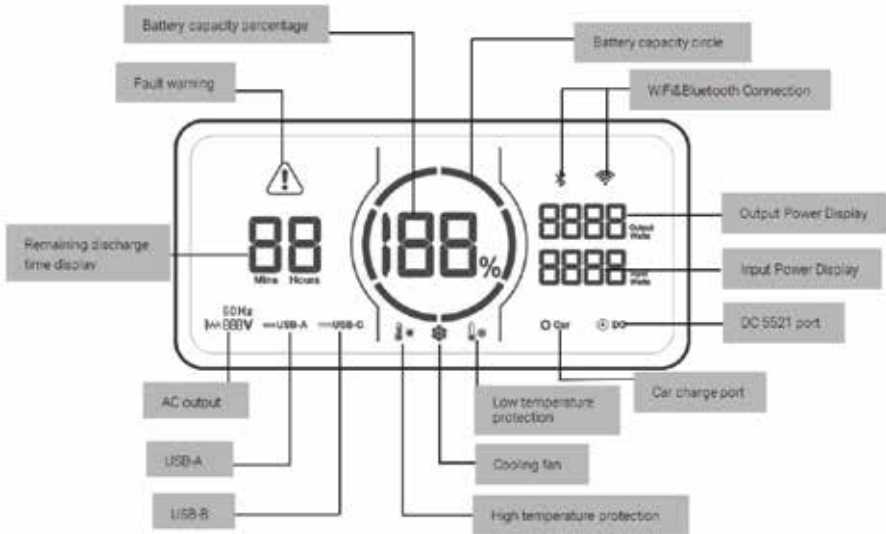 Battery capacity percentage
Battery capacity circle
Fault warning
WiFi&Bluetooth Connection
Output Power Display
188
%
8888
Output
Watts
88
Remaining discharge
time display
Mins Hours
8888
Watts
Input Power Display
60Hz
888V
USB-A
USB-C
Car
DC
DC 5521 port
AC output
Low temperature
protection
Car charge port
USB-A
Cooling fan
USB-B
High temperature protection